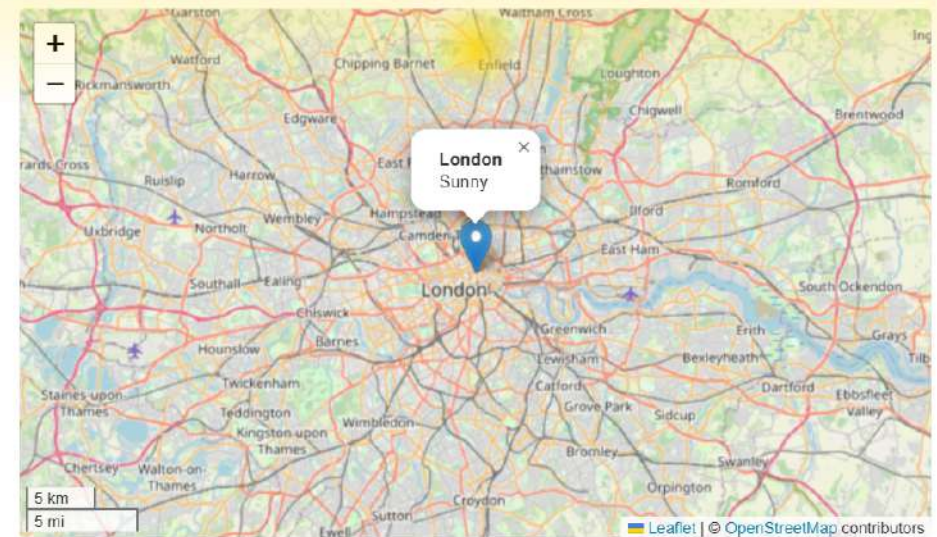 Garston
Waltham Cross
+
Watford
Chipping Barnet
Enfield
−
Loughton
Rickmansworth
Chigwell
Edgware
Brentwood
London ×
Sunny
Ruislip
Harrow
Romford
Hampstead
Ilford
Wembley
Uxbridge
Northolt
East Ham
Southall
Ealing
South Ockendon
London
Chiswick
Greenwich
Erith
Barnes
Grays
Hounslow
Lewisham
Bexleyheath
Twickenham
Catford
Dartford
Staines-upon
Thames
Ebbsfleet
Valley
Teddington
Grove Park
Sidcup
Wimbledon
Kingston upon
Thames
Bromley
Swanley
Chertsey
Walton-on-
Thames
Orpington
5 km
Croydon
5 mi
Sutton
Ewell
Leaflet | © OpenStreetMap contributors